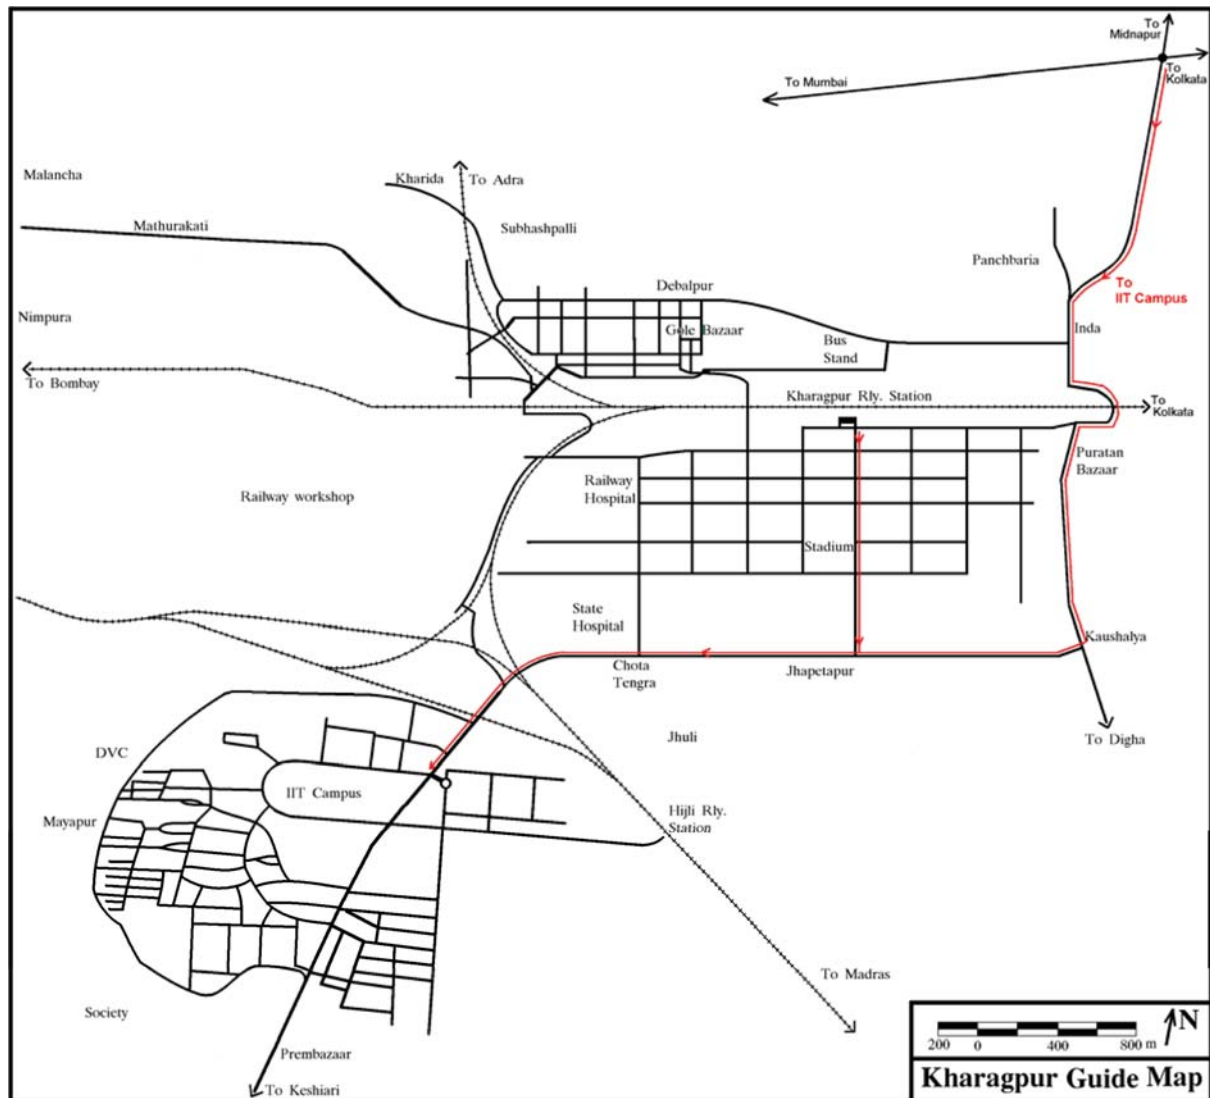 To
Midnapur
To
Kolkata
To Mumbai
Malancha
Kharida
To Adra
Mathurakati
Subhashpalli
Panchbaria
To
IIT Campus
Debalpur
Nimpura
Gole Bazaar
Inda
Bus
Stand
To Bombay
Kharagpur Rly. Station
To
Kolkata
Puratan
Bazaar
Railway
Hospital
Railway workshop
Stadium
State
Hospital
Kaushalya
Chota
Tengra
Jhapetapur
Jhuli
To Digha
DVC
IIT Campus
Mayapur
Hijli Rly.
Station
To Madras
Society
Prembazaar
To Keshiari
N
200 0 400 800 m
Kharagpur Guide Map